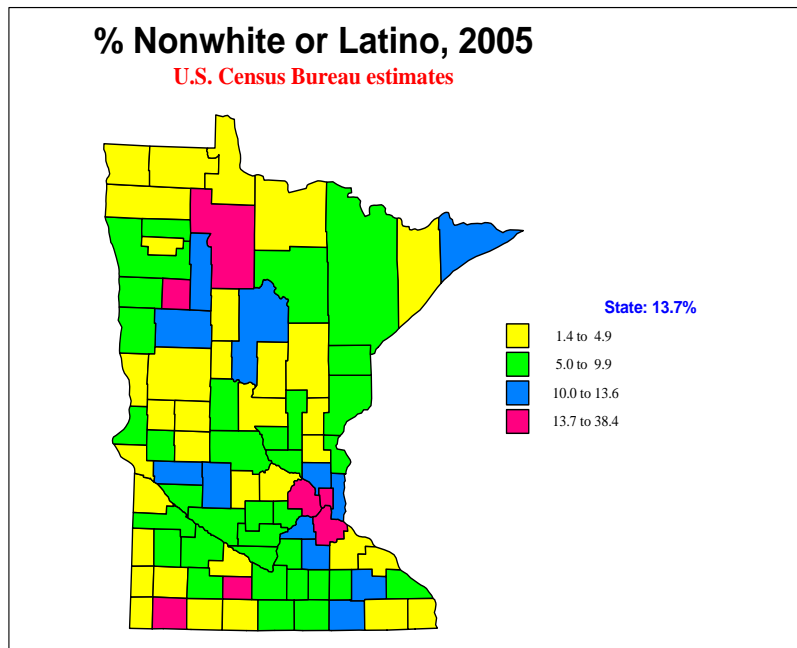 % Nonwhite or Latino, 2005
U.S. Census Bureau estimates
State: 13.7%
1.4 to 4.9
5.0 to 9.9
10.0 to 13.6
13.7 to 38.4